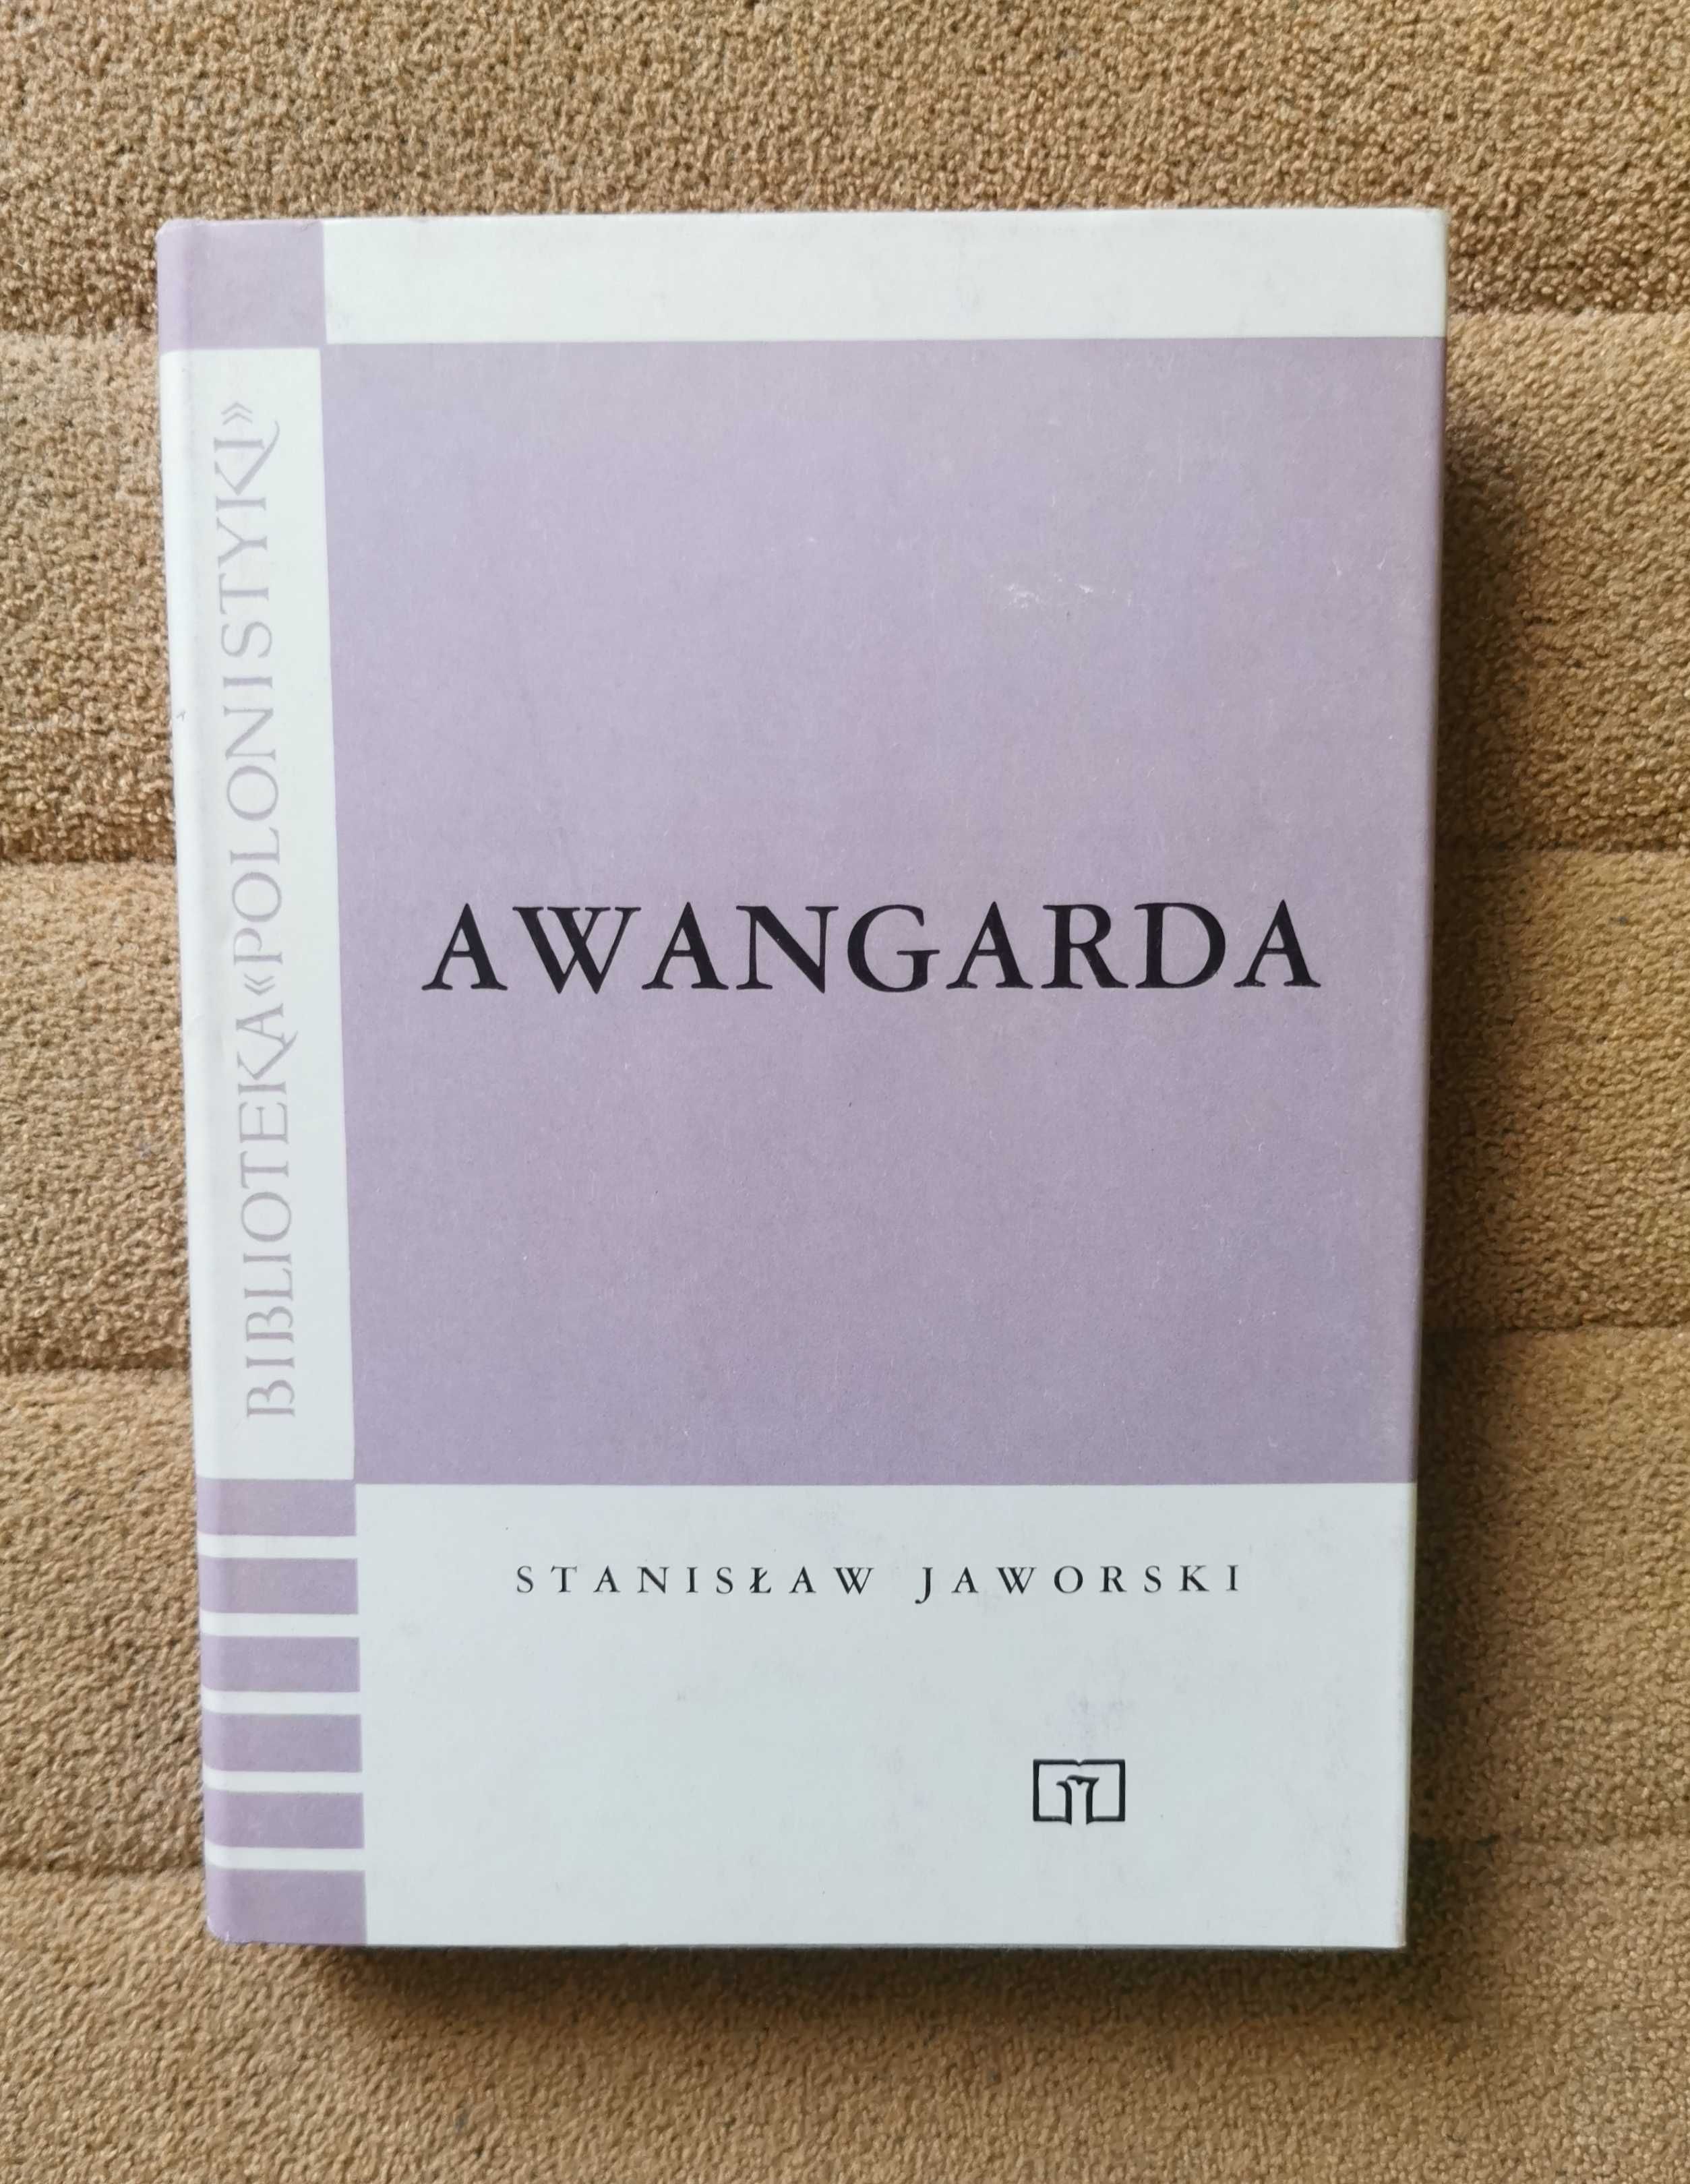 BIBLIOTEKA «POLONISTYKI»
AWANGARDA
STANISŁAW JAWORSKI